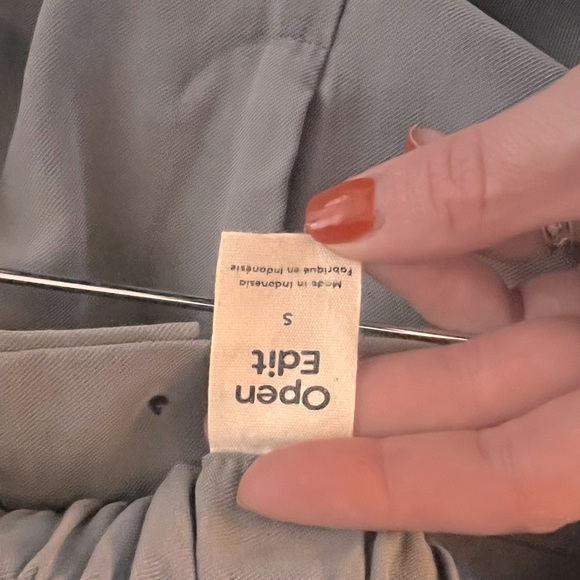 Open
Edit
S
Made in Indonesia
Fabriqué en Indonésie